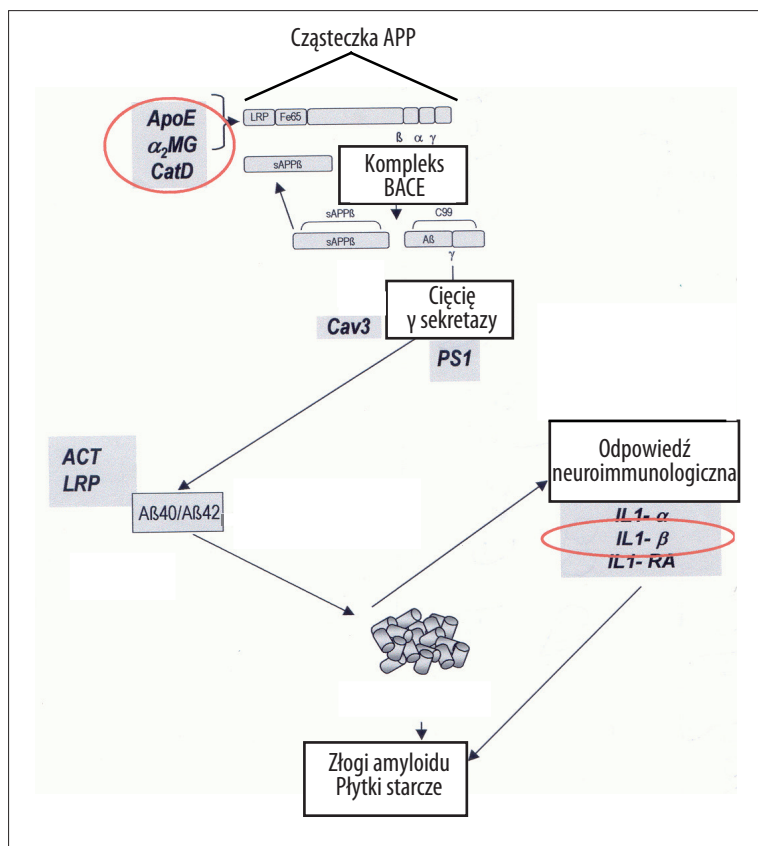 Cząsteczka APP
ApoE
α₂MG
CatD
LRP Fe65
ß α γ
sAPPß
Kompleks
BACE
sAPPß C99
sAPPß Aß
γ
Cięcię
γ sekretazy
Cav3
PS1
ACT
LRP
Aß40/Aß42
Odpowiedź
neuroimmunologiczna
IL1- α
IL1- β
IL1- RA
Złogi amyloidu
Płytki starcze